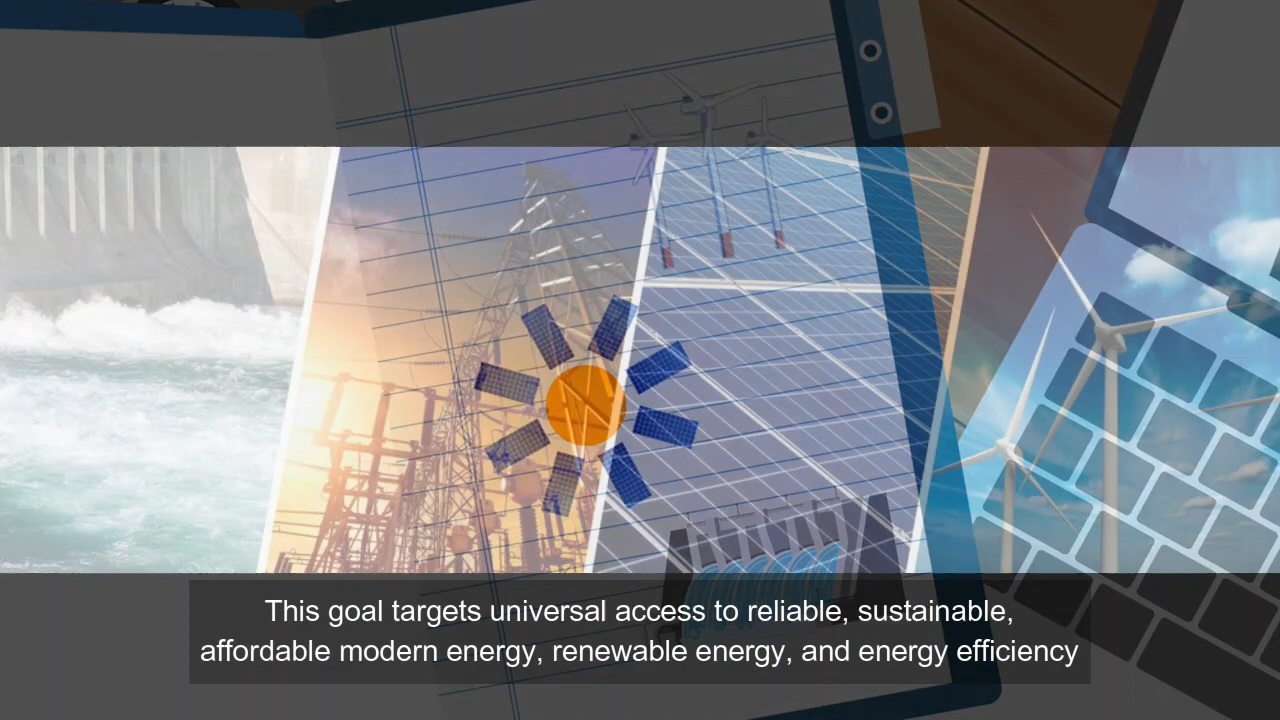 This goal targets universal access to reliable, sustainable,
affordable modern energy, renewable energy, and energy efficiency